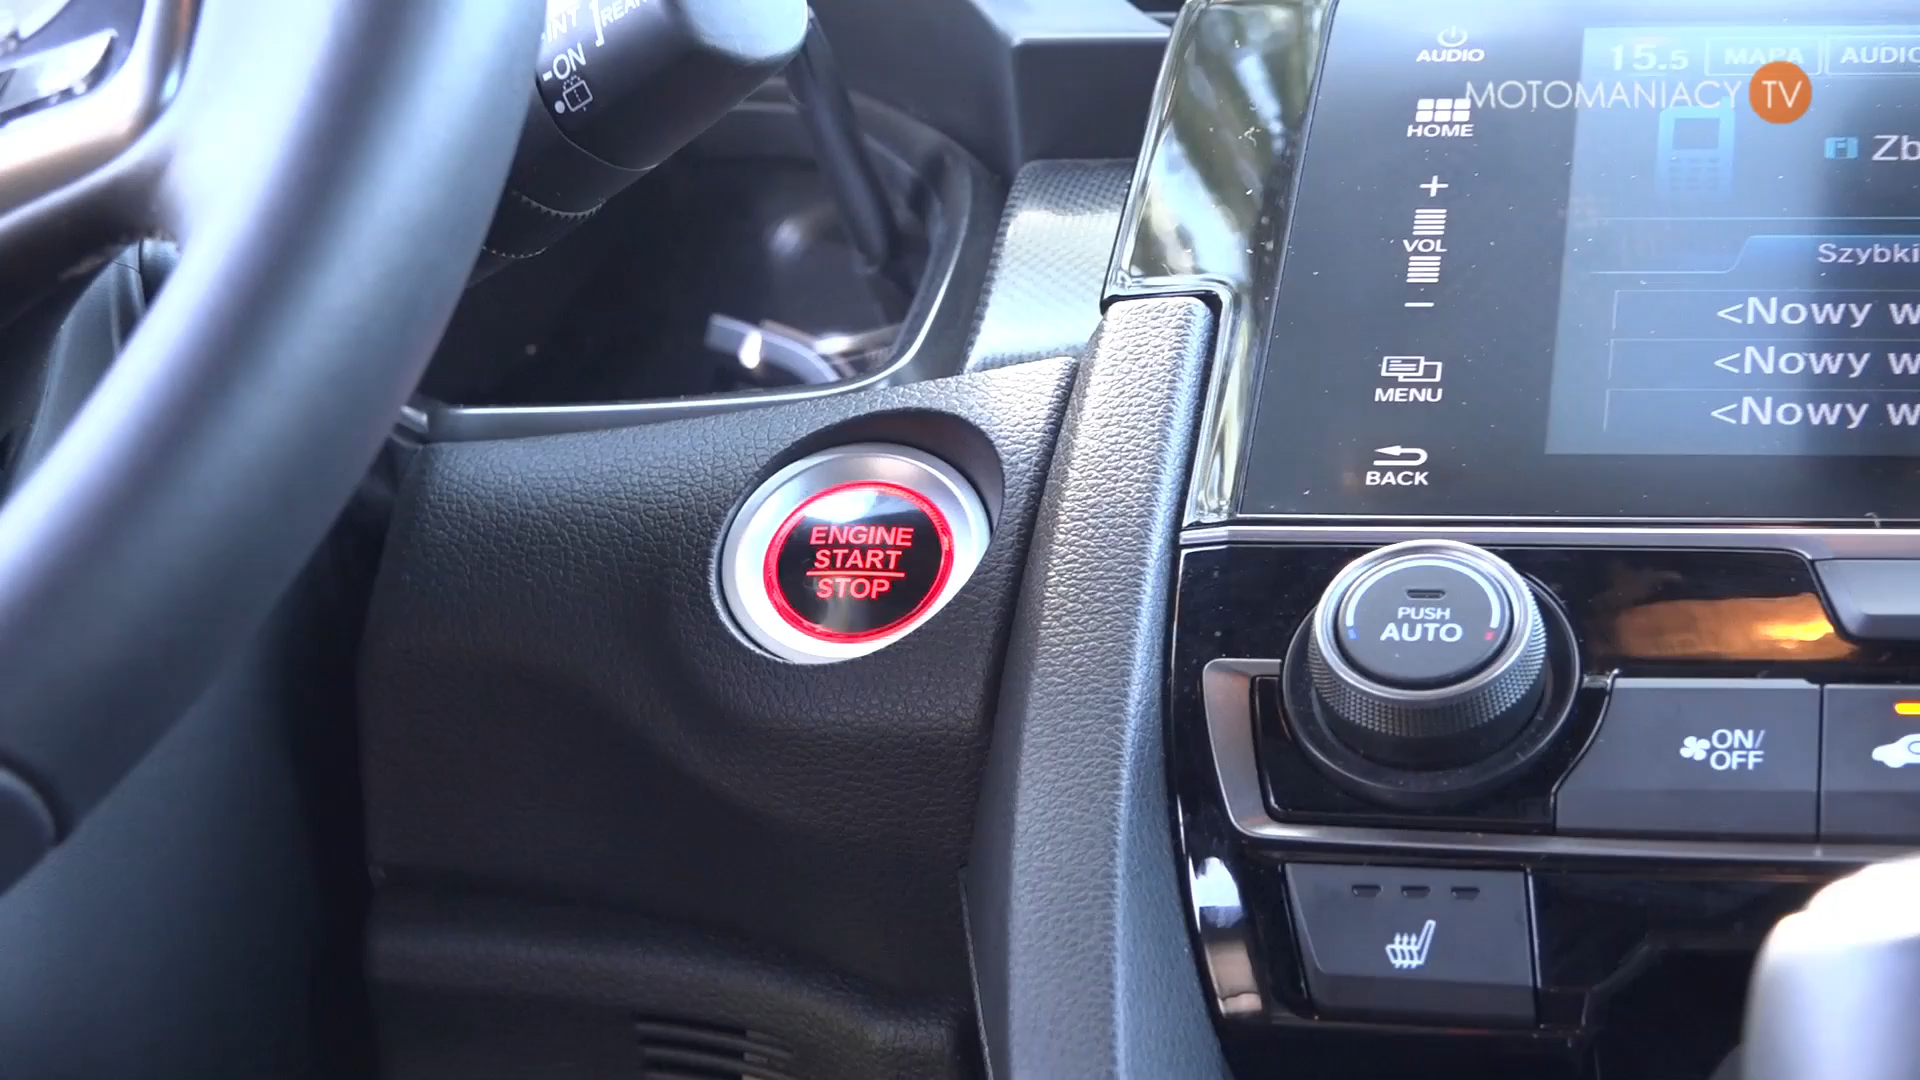 INT
REAR
-ON
AUDIO
HOME
+
VOL
−
MENU
BACK
15.5 MAPA AUDIO
MOTOMANIACY TV
Szybki
<Nowy w
<Nowy w
<Nowy w
ENGINE
START
STOP
PUSH
AUTO
ON/
OFF